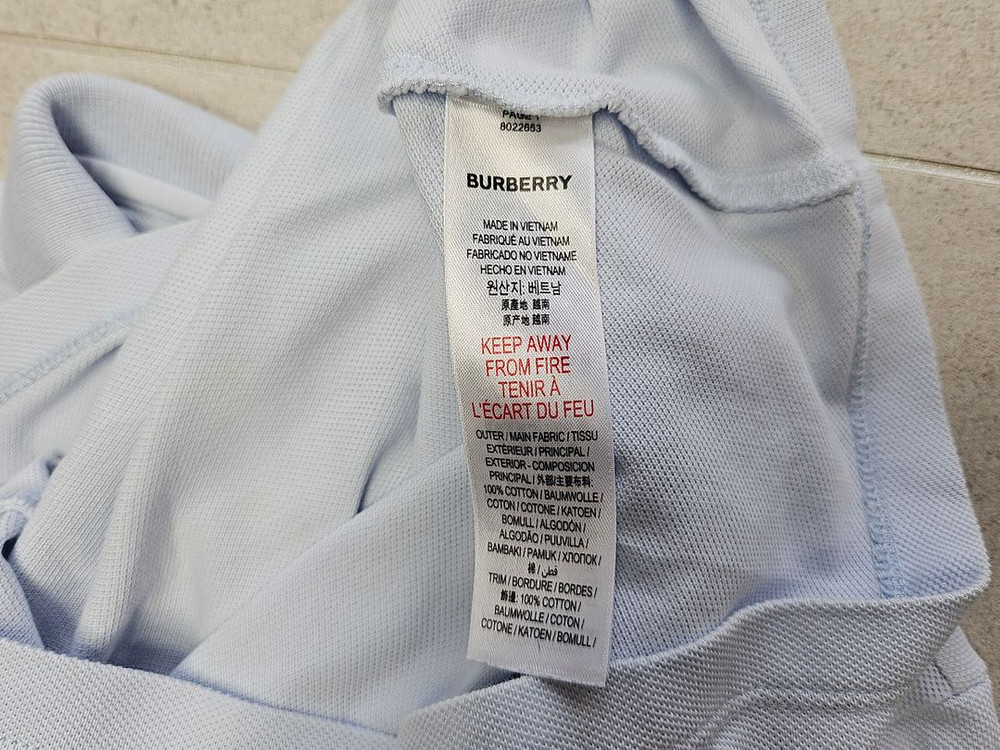 PAGE 1
8022653
BURBERRY
MADE IN VIETNAM
FABRIQUÉ AU VIETNAM
FABRICADO NO VIETNAME
HECHO EN VIETNAM
원산지: 베트남
原產地 越南
原产地 越南
KEEP AWAY
FROM FIRE
TENIR À
L'ÉCART DU FEU
OUTER / MAIN FABRIC / TISSU
EXTÉRIEUR / PRINCIPAL /
EXTERIOR - COMPOSICION
PRINCIPAL / 外部/主要布料:
100% COTTON / BAUMWOLLE /
COTON / COTONE / KATOEN /
BOMULL / ALGODÓN /
ALGODÃO / PUUVILLA /
BAMBAKI / PAMUK / ХЛОПОК /
棉 / قطن
TRIM / BORDURE / BORDES /
飾邊: 100% COTTON /
BAUMWOLLE / COTON /
COTONE / KATOEN / BOMULL /